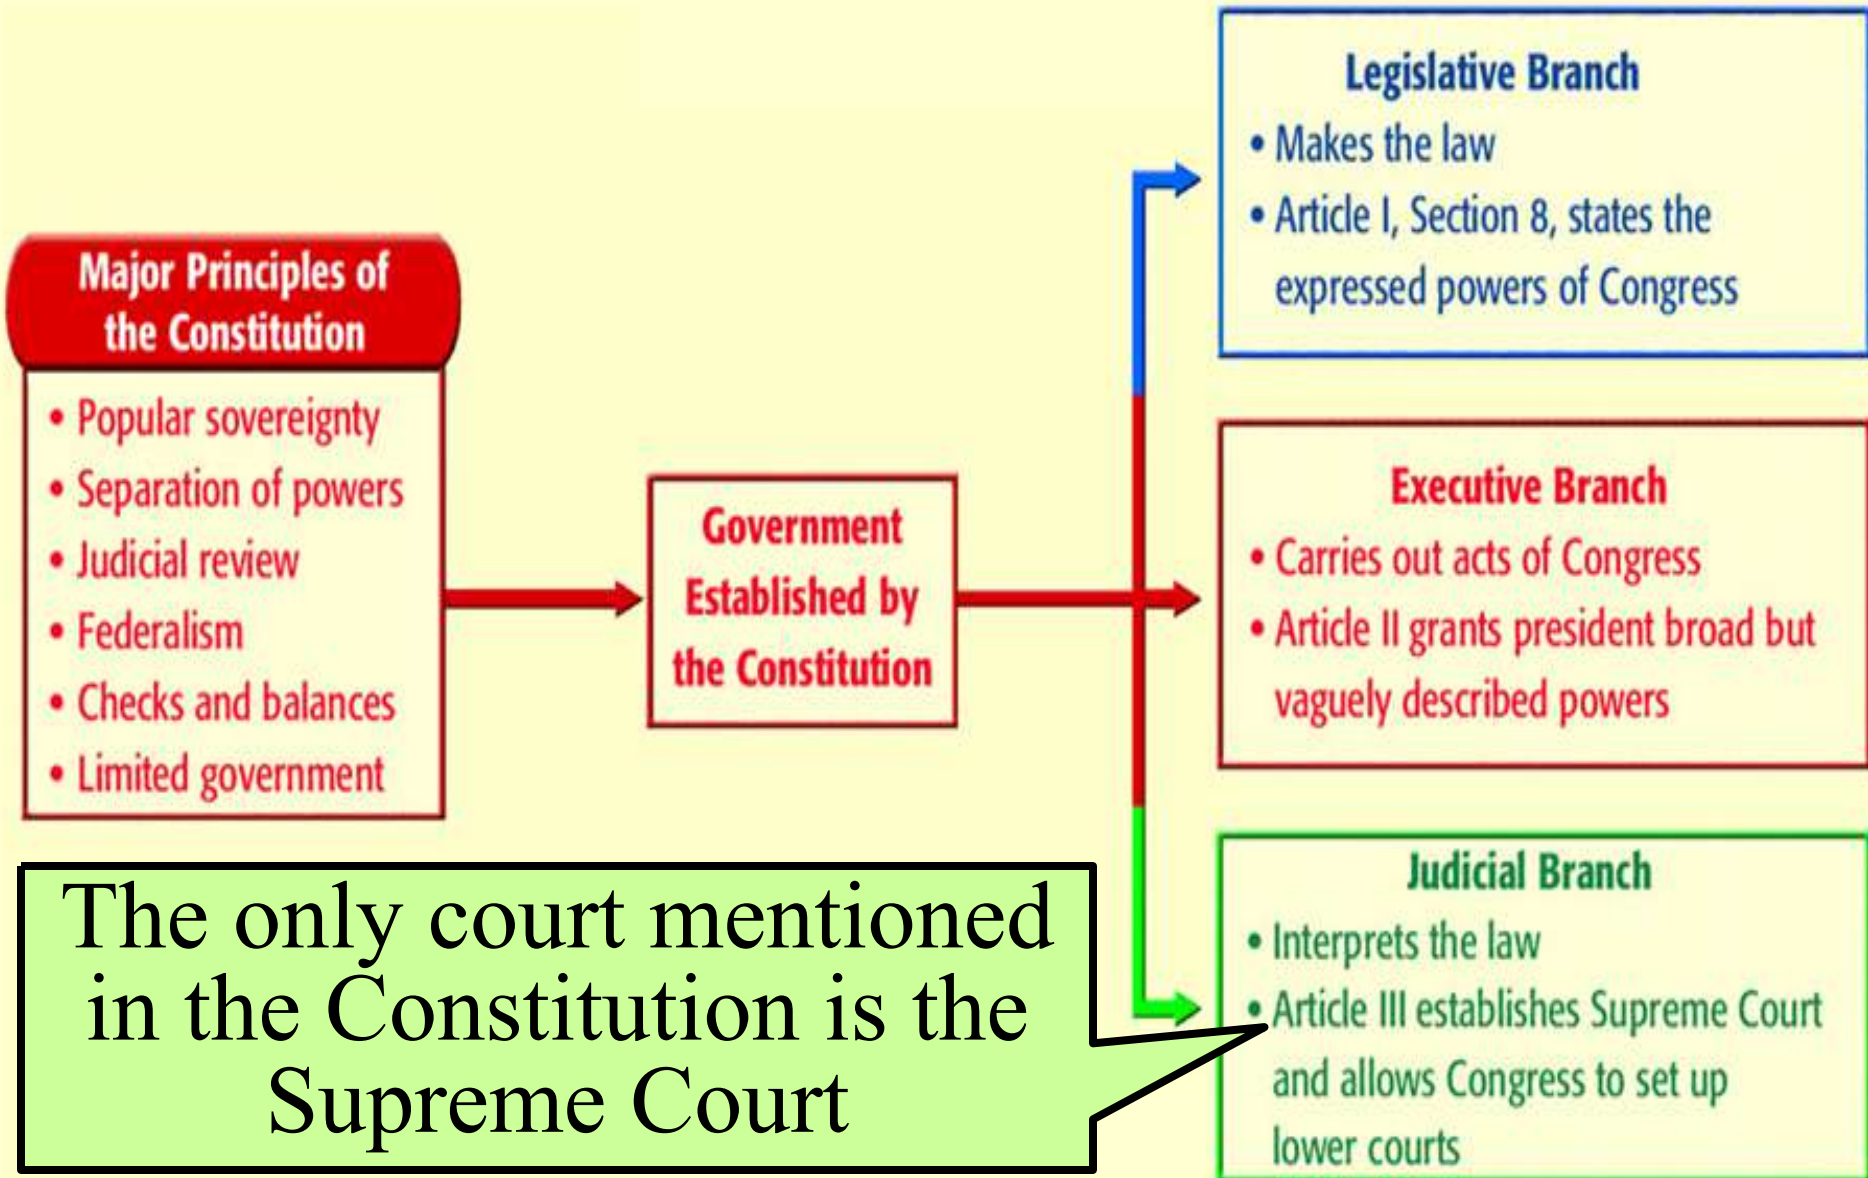 Major Principles of
the Constitution
• Popular sovereignty
• Separation of powers
• Judicial review
• Federalism
• Checks and balances
• Limited government
Government
Established by
the Constitution
Legislative Branch
• Makes the law
• Article I, Section 8, states the
expressed powers of Congress
Executive Branch
• Carries out acts of Congress
• Article II grants president broad but
vaguely described powers
Judicial Branch
• Interprets the law
• Article III establishes Supreme Court
and allows Congress to set up
lower courts
The only court mentioned
in the Constitution is the
Supreme Court